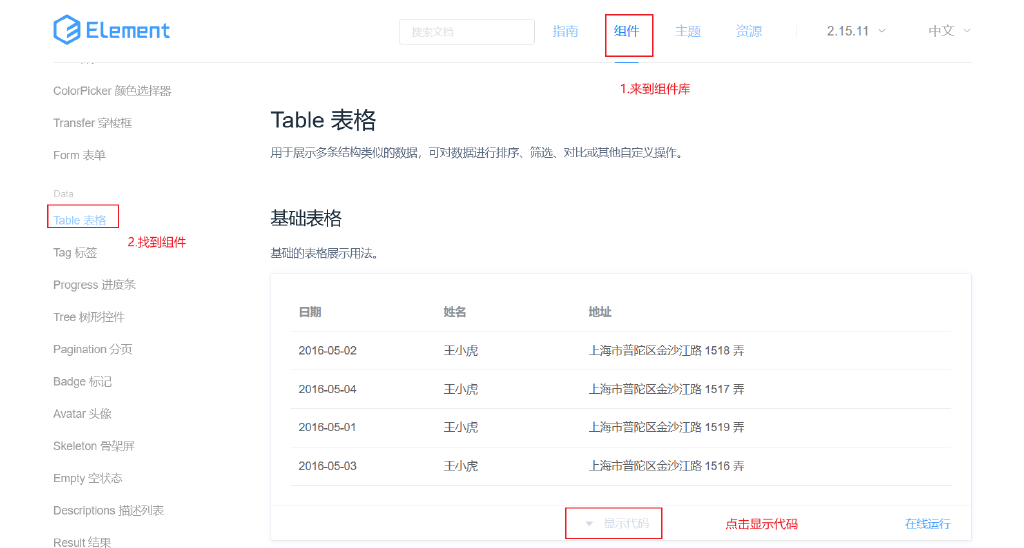 Element
搜索文档
指南
组件
主题
资源
2.15.11
中文
1.来到组件库
ColorPicker 颜色选择器
Transfer 穿梭框
Form 表单
Data
Table 表格
2.找到组件
Tag 标签
Progress 进度条
Tree 树形控件
Pagination 分页
Badge 标记
Avatar 头像
Skeleton 骨架屏
Empty 空状态
Descriptions 描述列表
Result 结果
Table 表格
用于展示多条结构类似的数据，可对数据进行排序、筛选、对比或其他自定义操作。
基础表格
基础的表格展示用法。
日期 姓名 地址
2016-05-02 王小虎 上海市普陀区金沙江路 1518 弄
2016-05-04 王小虎 上海市普陀区金沙江路 1517 弄
2016-05-01 王小虎 上海市普陀区金沙江路 1519 弄
2016-05-03 王小虎 上海市普陀区金沙江路 1516 弄
显示代码
点击显示代码
在线运行